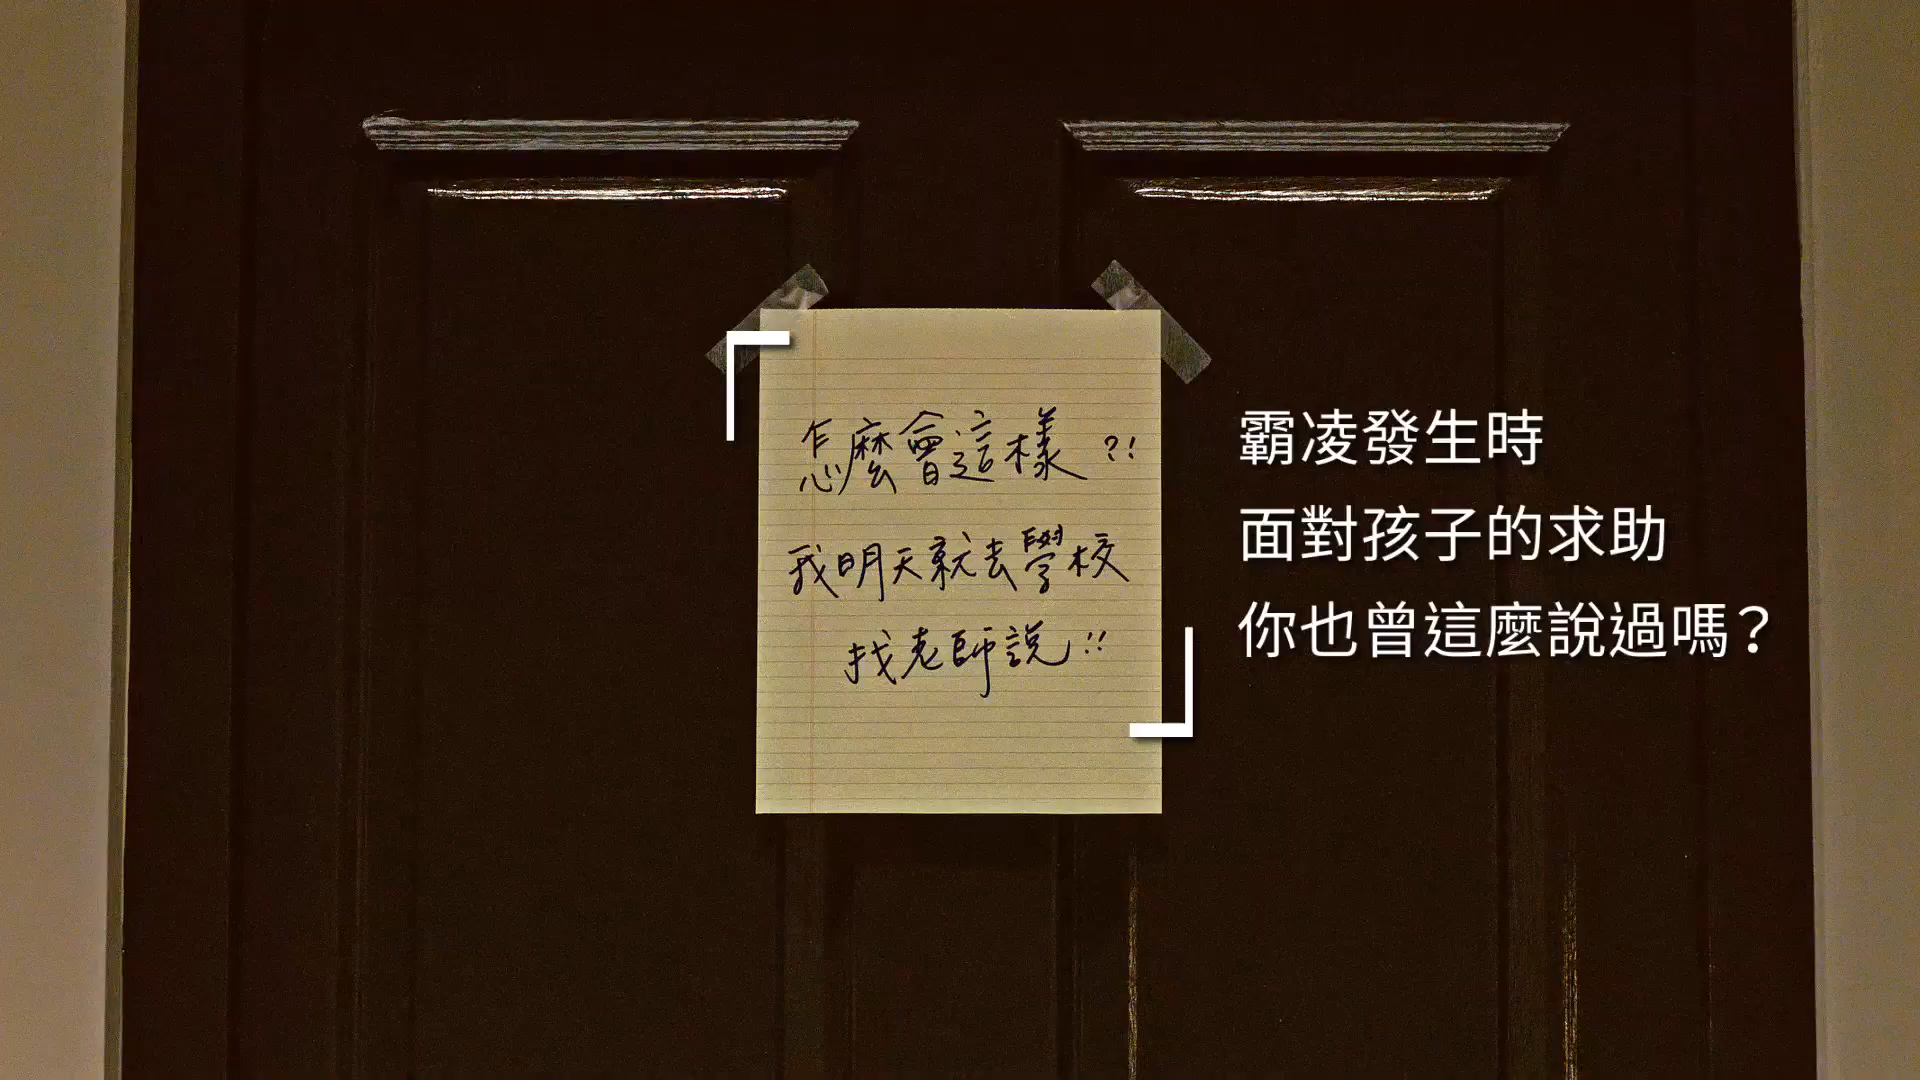 怎麼會這樣?!
我明天就去學校
找老師說!!
霸凌發生時
面對孩子的求助
你也曾這麼說過嗎？